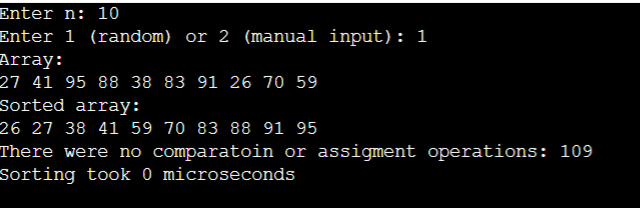 Enter n: 10
Enter 1 (random) or 2 (manual input): 1
Array:
27 41 95 88 38 83 91 26 70 59
Sorted array:
26 27 38 41 59 70 83 88 91 95
There were no comparatoin or assigment operations: 109
Sorting took 0 microseconds